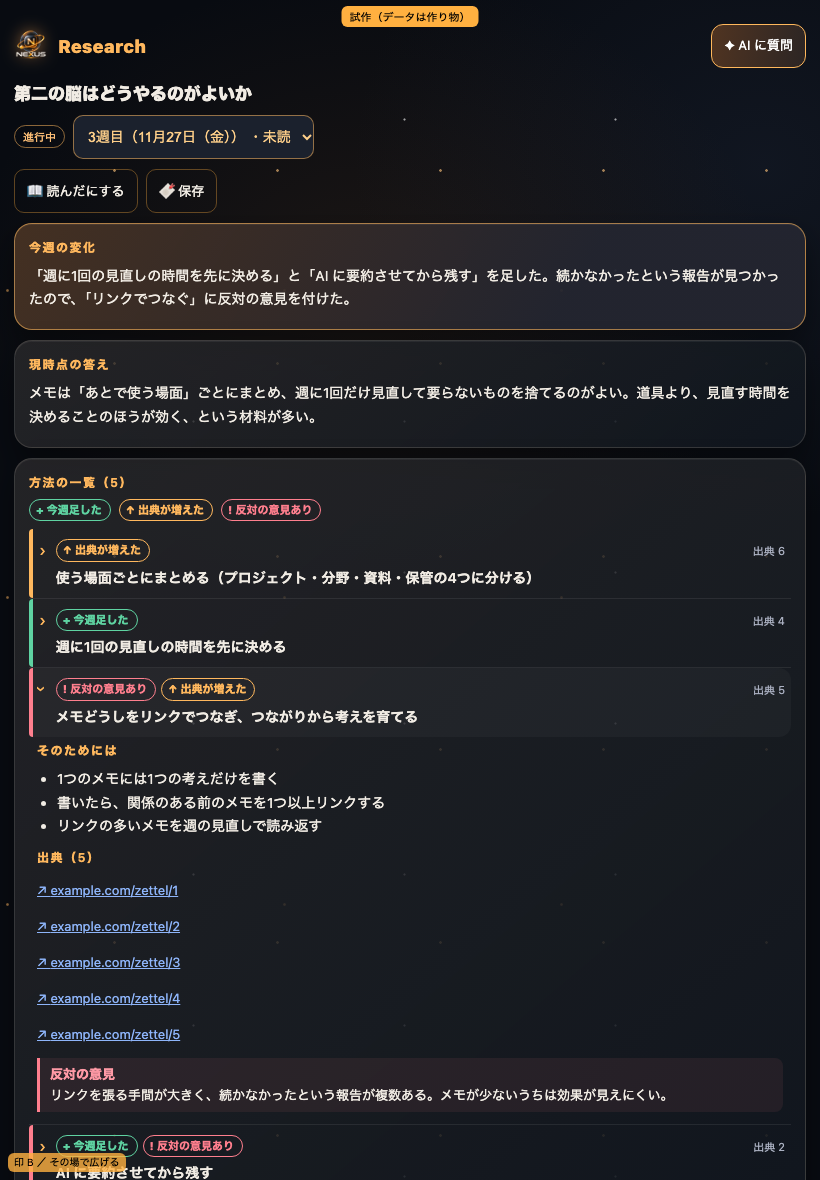 試作（データは作り物）
NEXUS
Research
✦ AI に質問
第二の脳はどうやるのがよいか
進行中
3週目（11月27日（金））・未読
📖 読んだにする
保存
今週の変化
「週に1回の見直しの時間を先に決める」と「AI に要約させてから残す」を足した。続かなかったという報告が見つかっ
たので、「リンクでつなぐ」に反対の意見を付けた。
現時点の答え
メモは「あとで使う場面」ごとにまとめ、週に1回だけ見直して要らないものを捨てるのがよい。道具より、見直す時間を
決めることのほうが効く、という材料が多い。
方法の一覧（5）
+ 今週足した ↑ 出典が増えた ! 反対の意見あり
› ↑ 出典が増えた 出典 6
使う場面ごとにまとめる（プロジェクト・分野・資料・保管の4つに分ける）
› + 今週足した 出典 4
週に1回の見直しの時間を先に決める
! 反対の意見あり ↑ 出典が増えた 出典 5
メモどうしをリンクでつなぎ、つながりから考えを育てる
そのためには
• 1つのメモには1つの考えだけを書く
• 書いたら、関係のある前のメモを1つ以上リンクする
• リンクの多いメモを週の見直しで読み返す
出典（5）
↗ example.com/zettel/1
↗ example.com/zettel/2
↗ example.com/zettel/3
↗ example.com/zettel/4
↗ example.com/zettel/5
反対の意見
リンクを張る手間が大きく、続かなかったという報告が複数ある。メモが少ないうちは効果が見えにくい。
› + 今週足した ! 反対の意見あり 出典 2
印 B ／ その場で広げる
AI に要約させてから残す